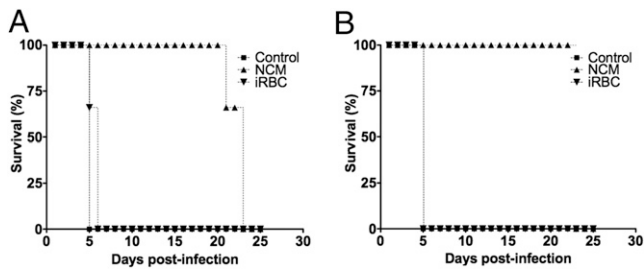 A
Survival (%)
100
75
50
25
0
0 5 10 15 20 25 30
Days post-infection
Control
NCM
iRBC
B
Survival (%)
100
75
50
25
0
0 5 10 15 20 25 30
Days post-infection
Control
NCM
iRBC